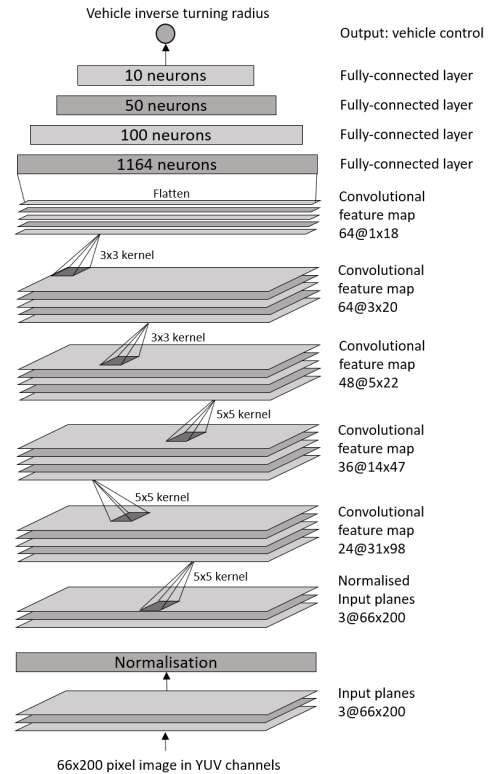 Vehicle inverse turning radius
Output: vehicle control
10 neurons
Fully-connected layer
50 neurons
Fully-connected layer
100 neurons
Fully-connected layer
1164 neurons
Fully-connected layer
Flatten
Convolutional
feature map
64@1x18
3x3 kernel
Convolutional
feature map
64@3x20
3x3 kernel
Convolutional
feature map
48@5x22
5x5 kernel
Convolutional
feature map
36@14x47
5x5 kernel
Convolutional
feature map
24@31x98
5x5 kernel
Normalised
Input planes
3@66x200
Normalisation
Input planes
3@66x200
66x200 pixel image in YUV channels